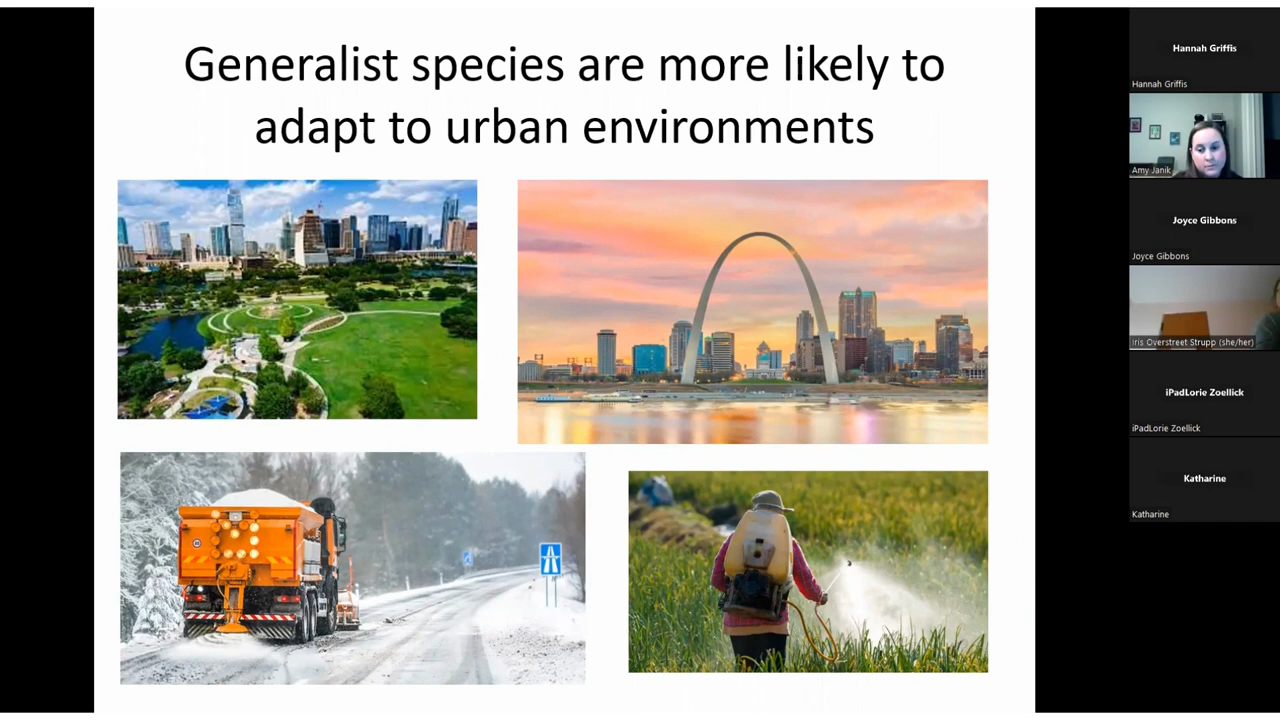 Generalist species are more likely to
adapt to urban environments
Hannah Griffis
Hannah Griffis
Amy Janik
Joyce Gibbons
Joyce Gibbons
Iris Overstreet Strupp (she/her)
iPadLorie Zoellick
iPadLorie Zoellick
Katharine
Katharine